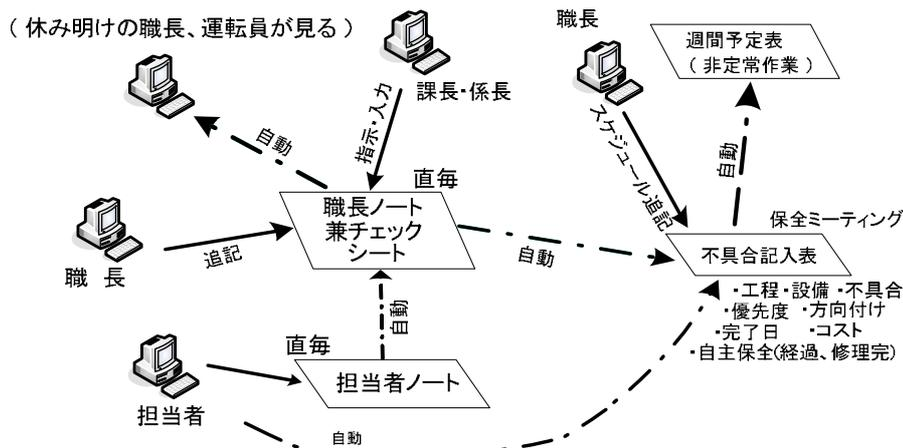 ( 休み明けの職長、運転員が見る )
職長
週間予定表
( 非定常作業 )
課長・係長
指示・入力
自動
スケジュール追記
自動
直毎
職長ノート
兼チェック
シート
保全ミーティング
追記
自動
不具合記入表
職 長
・工程・設備 ・不具合
・優先度 ・方向付け
・完了日 ・コスト
・自主保全(経過、修理完)
自動
直毎
担当者ノート
担当者
自動